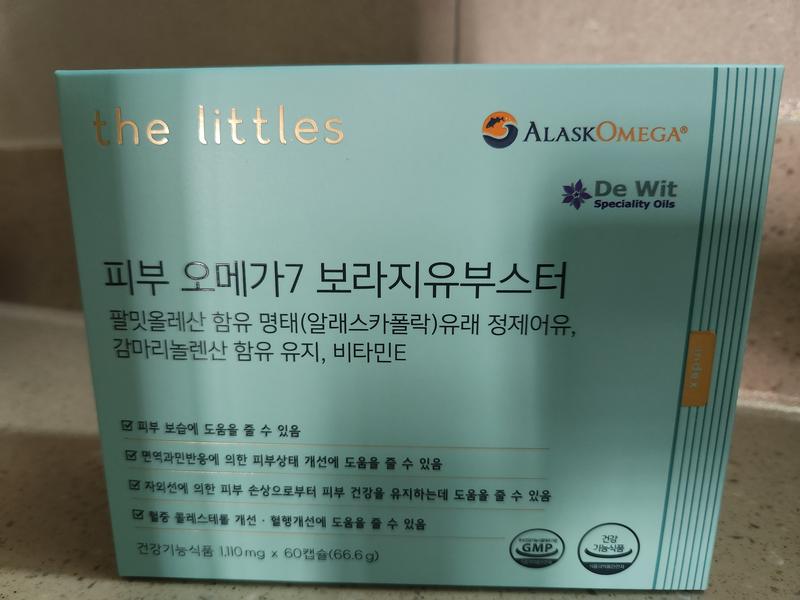 the littles
ALASKOMEGA®
De Wit
Speciality Oils
피부 오메가7 보라지유부스터
팔밋올레산 함유 명태(알래스카폴락)유래 정제어유,
감마리놀렌산 함유 유지, 비타민E
index
피부 보습에 도움을 줄 수 있음
면역과민반응에 의한 피부상태 개선에 도움을 줄 수 있음
자외선에 의한 피부 손상으로부터 피부 건강을 유지하는데 도움을 줄 수 있음
혈중 콜레스테롤 개선 · 혈행개선에 도움을 줄 수 있음
건강기능식품 1,110mg x 60캡슐(66.6g)
GMP
건강
기능식품